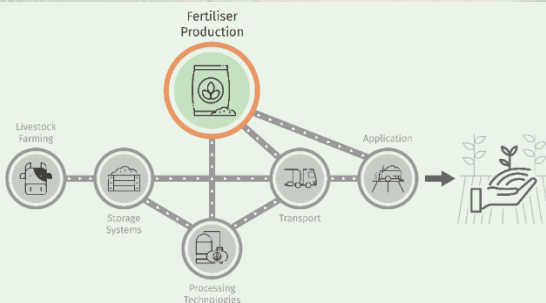 Fertiliser
Production
Livestock
Farming
Application
Storage
Systems
Transport
Processing
Technologies